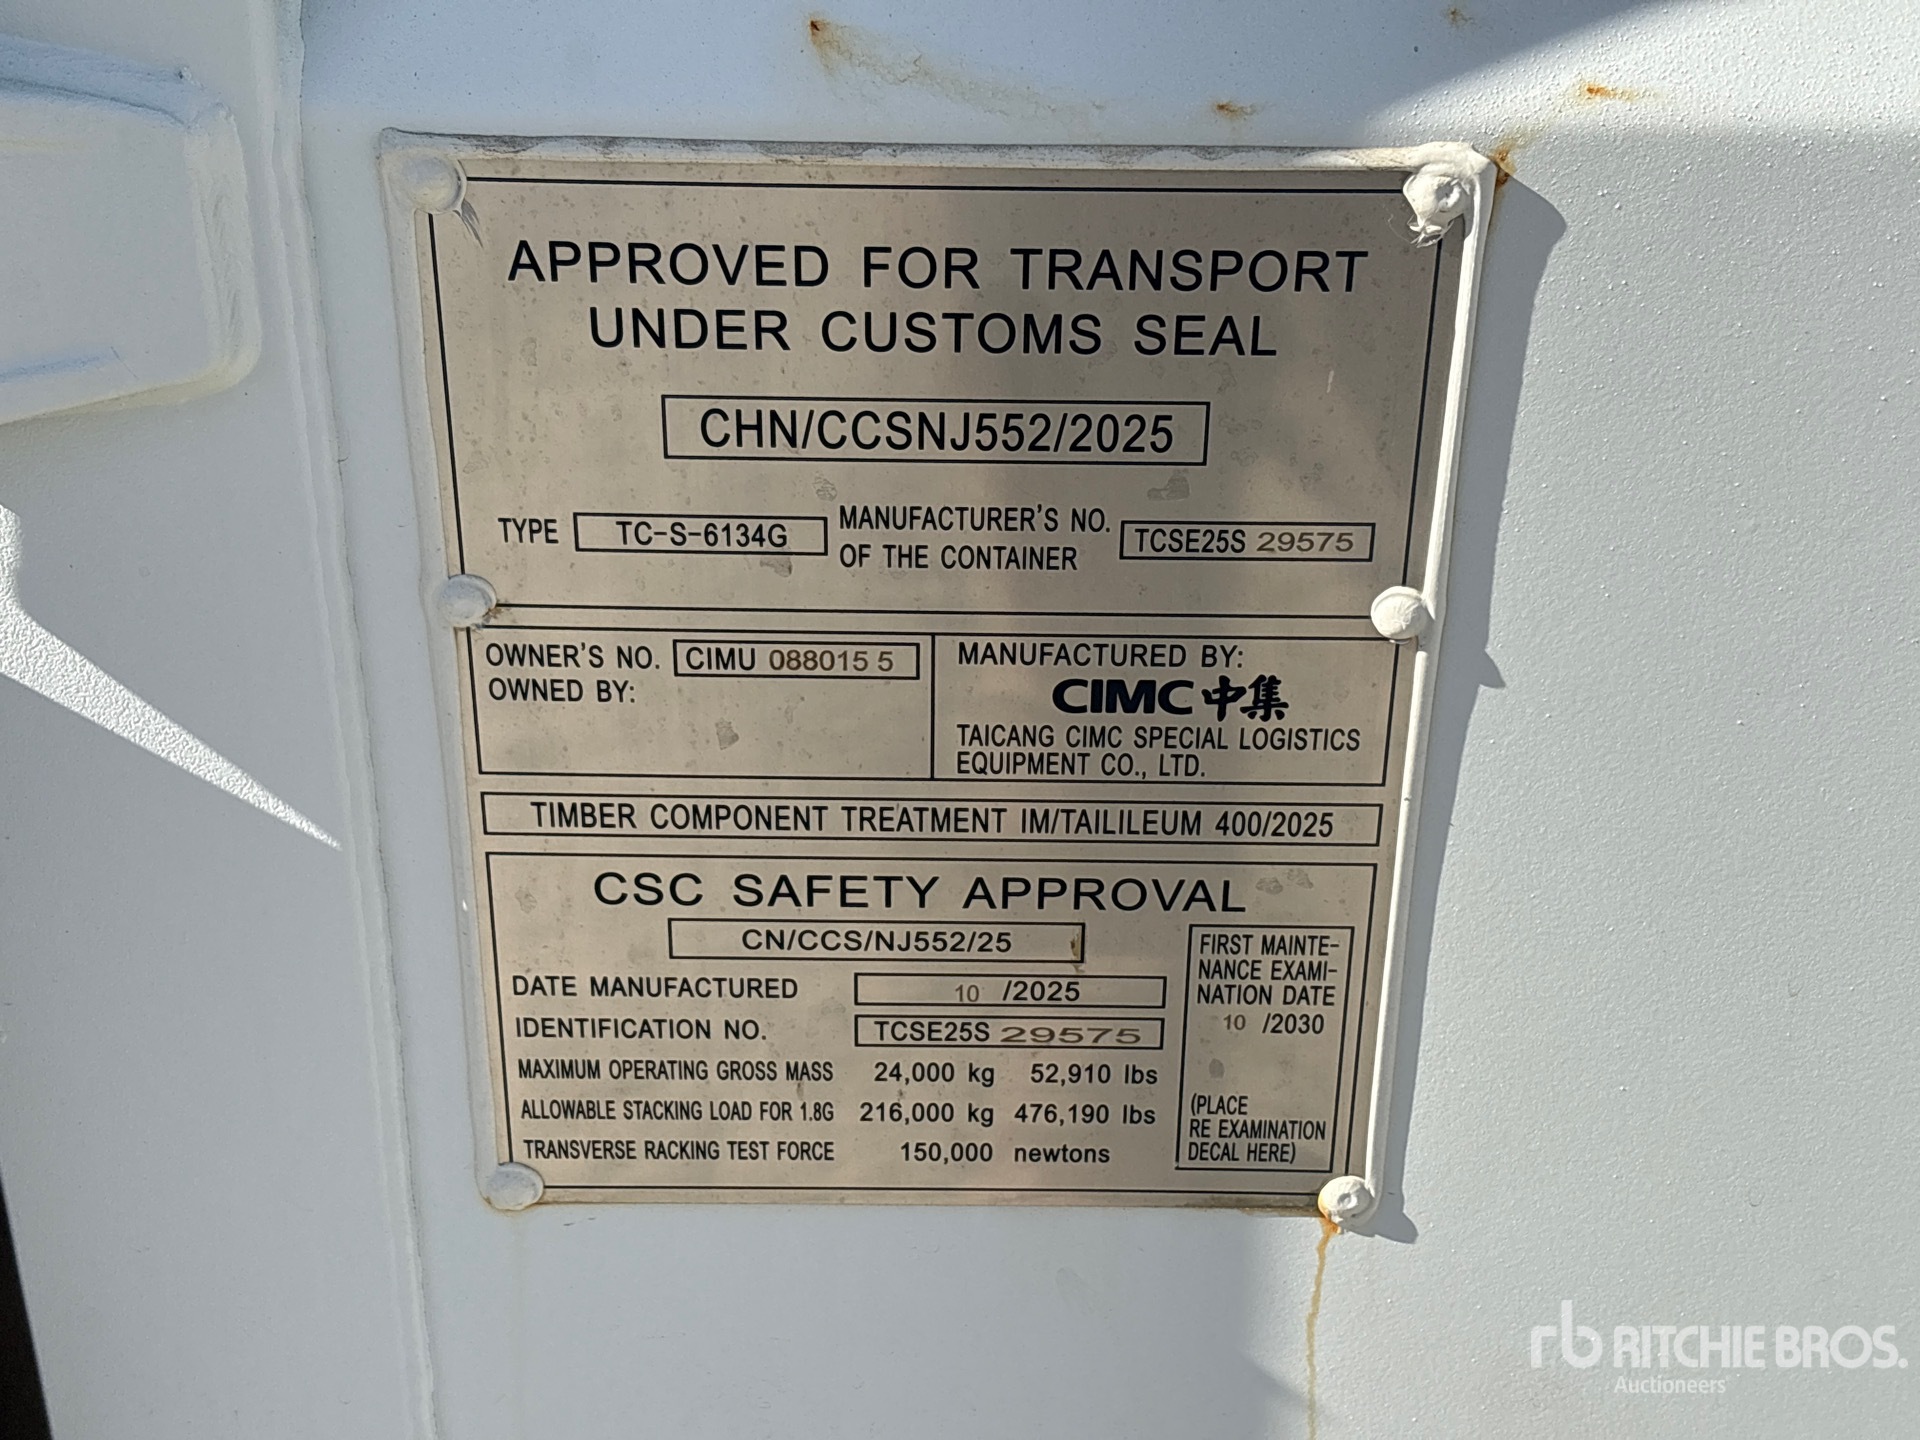 APPROVED FOR TRANSPORT
UNDER CUSTOMS SEAL
CHN/CCSNJ552/2025
TYPE TC-S-6134G MANUFACTURER'S NO. OF THE CONTAINER TCSE25S 29575
OWNER'S NO. CIMU 088015 5
OWNED BY:
MANUFACTURED BY:
CIMC中集
TAICANG CIMC SPECIAL LOGISTICS
EQUIPMENT CO., LTD.
TIMBER COMPONENT TREATMENT IM/TAILILEUM 400/2025
CSC SAFETY APPROVAL
CN/CCS/NJ552/25
DATE MANUFACTURED 10 /2025
IDENTIFICATION NO. TCSE25S 29575
MAXIMUM OPERATING GROSS MASS 24,000 kg 52,910 lbs
ALLOWABLE STACKING LOAD FOR 1.8G 216,000 kg 476,190 lbs
TRANSVERSE RACKING TEST FORCE 150,000 newtons
FIRST MAINTE-
NANCE EXAMI-
NATION DATE
10 /2030
(PLACE
RE EXAMINATION
DECAL HERE)
rb RITCHIE BROS.
Auctioneers